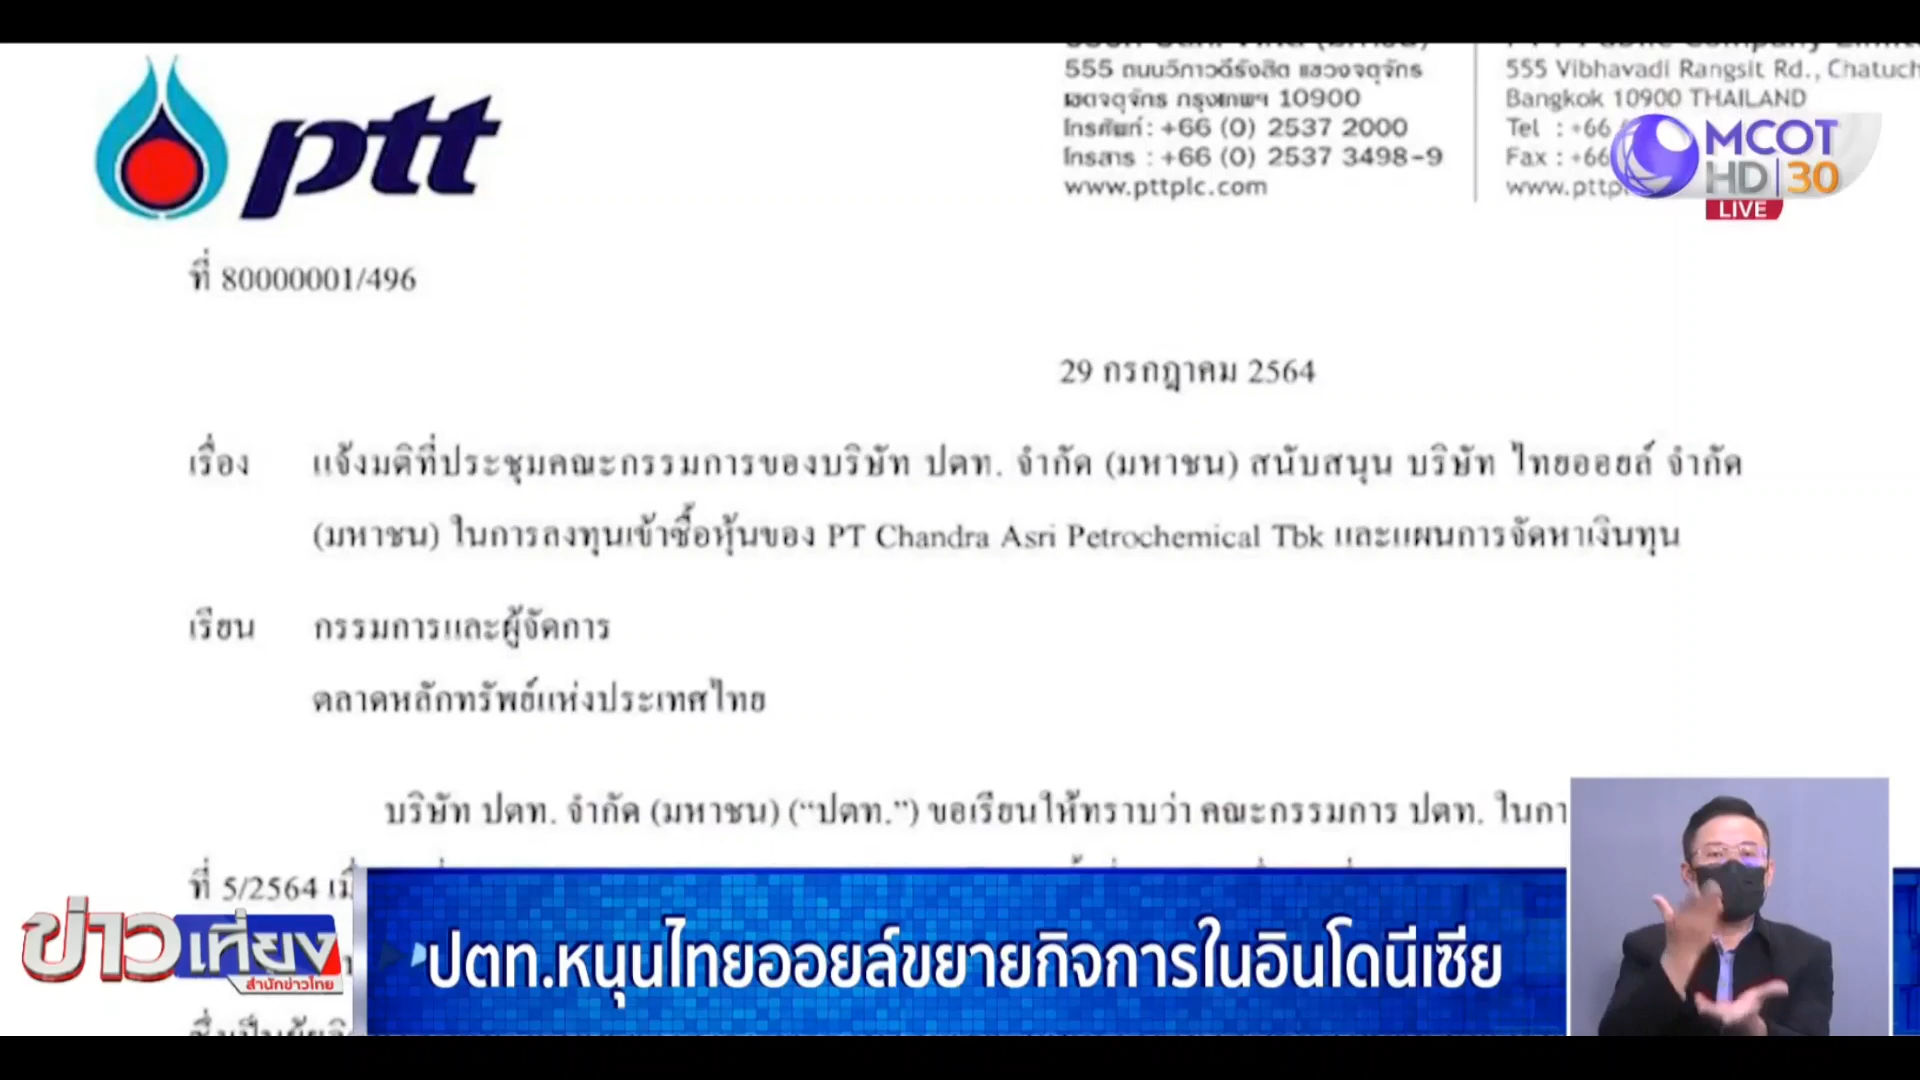 ptt
555 ถนนวิภาวดีรังสิต แขวงจตุจักร
เขตจตุจักร กรุงเทพฯ 10900
โทรศัพท์ : +66 (0) 2537 2000
โทรสาร : +66 (0) 2537 3498-9
www.pttplc.com
555 Vibhavadi Rangsit Rd., Chatuch
Bangkok 10900 THAILAND
Tel : +66
Fax : +66
www.pttp
MCOT
HD 30
LIVE
ที่ 80000001/496
29 กรกฎาคม 2564
เรื่อง แจ้งมติที่ประชุมคณะกรรมการของบริษัท ปตท. จำกัด (มหาชน) สนับสนุน บริษัท ไทยออยล์ จำกัด
(มหาชน) ในการลงทุนเข้าซื้อหุ้นของ PT Chandra Asri Petrochemical Tbk และแผนการจัดหาเงินทุน
เรียน กรรมการและผู้จัดการ
ตลาดหลักทรัพย์แห่งประเทศไทย
บริษัท ปตท. จำกัด (มหาชน) (“ปตท.”) ขอเรียนให้ทราบว่า คณะกรรมการ ปตท. ในกา
ที่ 5/2564
ข่าวเที่ยง
สำนักข่าวไทย
ปตท.หนุนไทยออยล์ขยายกิจการในอินโดนีเซีย